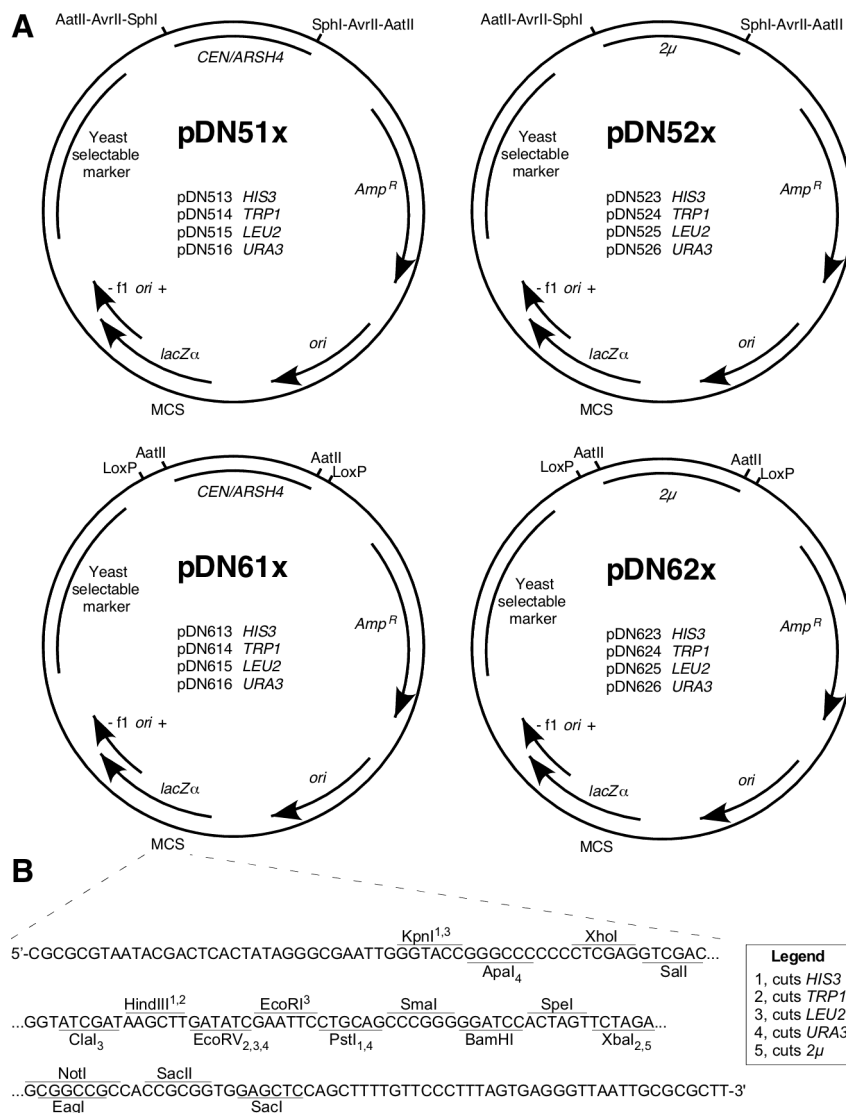 A
AatII-AvrII-SphI
SphI-AvrII-AatII
CEN/ARSH4
Yeast
selectable
marker
pDN51x
pDN513 HIS3
pDN514 TRP1
pDN515 LEU2
pDN516 URA3
Amp R
- f1 ori +
lacZα
ori
MCS
AatII-AvrII-SphI
SphI-AvrII-AatII
2μ
Yeast
selectable
marker
pDN52x
pDN523 HIS3
pDN524 TRP1
pDN525 LEU2
pDN526 URA3
Amp R
- f1 ori +
lacZα
ori
MCS
LoxP
AatII
AatII
LoxP
CEN/ARSH4
Yeast
selectable
marker
pDN61x
pDN613 HIS3
pDN614 TRP1
pDN615 LEU2
pDN616 URA3
Amp R
- f1 ori +
lacZα
ori
MCS
LoxP
AatII
AatII
LoxP
2μ
Yeast
selectable
marker
pDN62x
pDN623 HIS3
pDN624 TRP1
pDN625 LEU2
pDN626 URA3
Amp R
- f1 ori +
lacZα
ori
MCS
B
KpnI1,3 XhoI
5'-CGCGCGTAATACGACTCACTATAGGGCGAATTGGGTACCGGGCCCCCCCTCGAGGTCGAC...
ApaI4 SalI
HindIII1,2 EcoRI3 SmaI SpeI
...GGTATCGATAAGCTTGATATCGAATTCCTGCAGCCCGGGGGATCCACTAGTTCTAGA...
ClaI3 EcoRV2,3,4 PstI1,4 BamHI XbaI2,5
NotI SacII
...GCGGCCGCCACCGCGGTGGAGCTCCAGCTTTTGTTCCCTTTAGTGAGGGTTAATTGCGCGCTT-3'
EagI SacI
Legend
1, cuts HIS3
2, cuts TRP1
3, cuts LEU2
4, cuts URA3
5, cuts 2μ